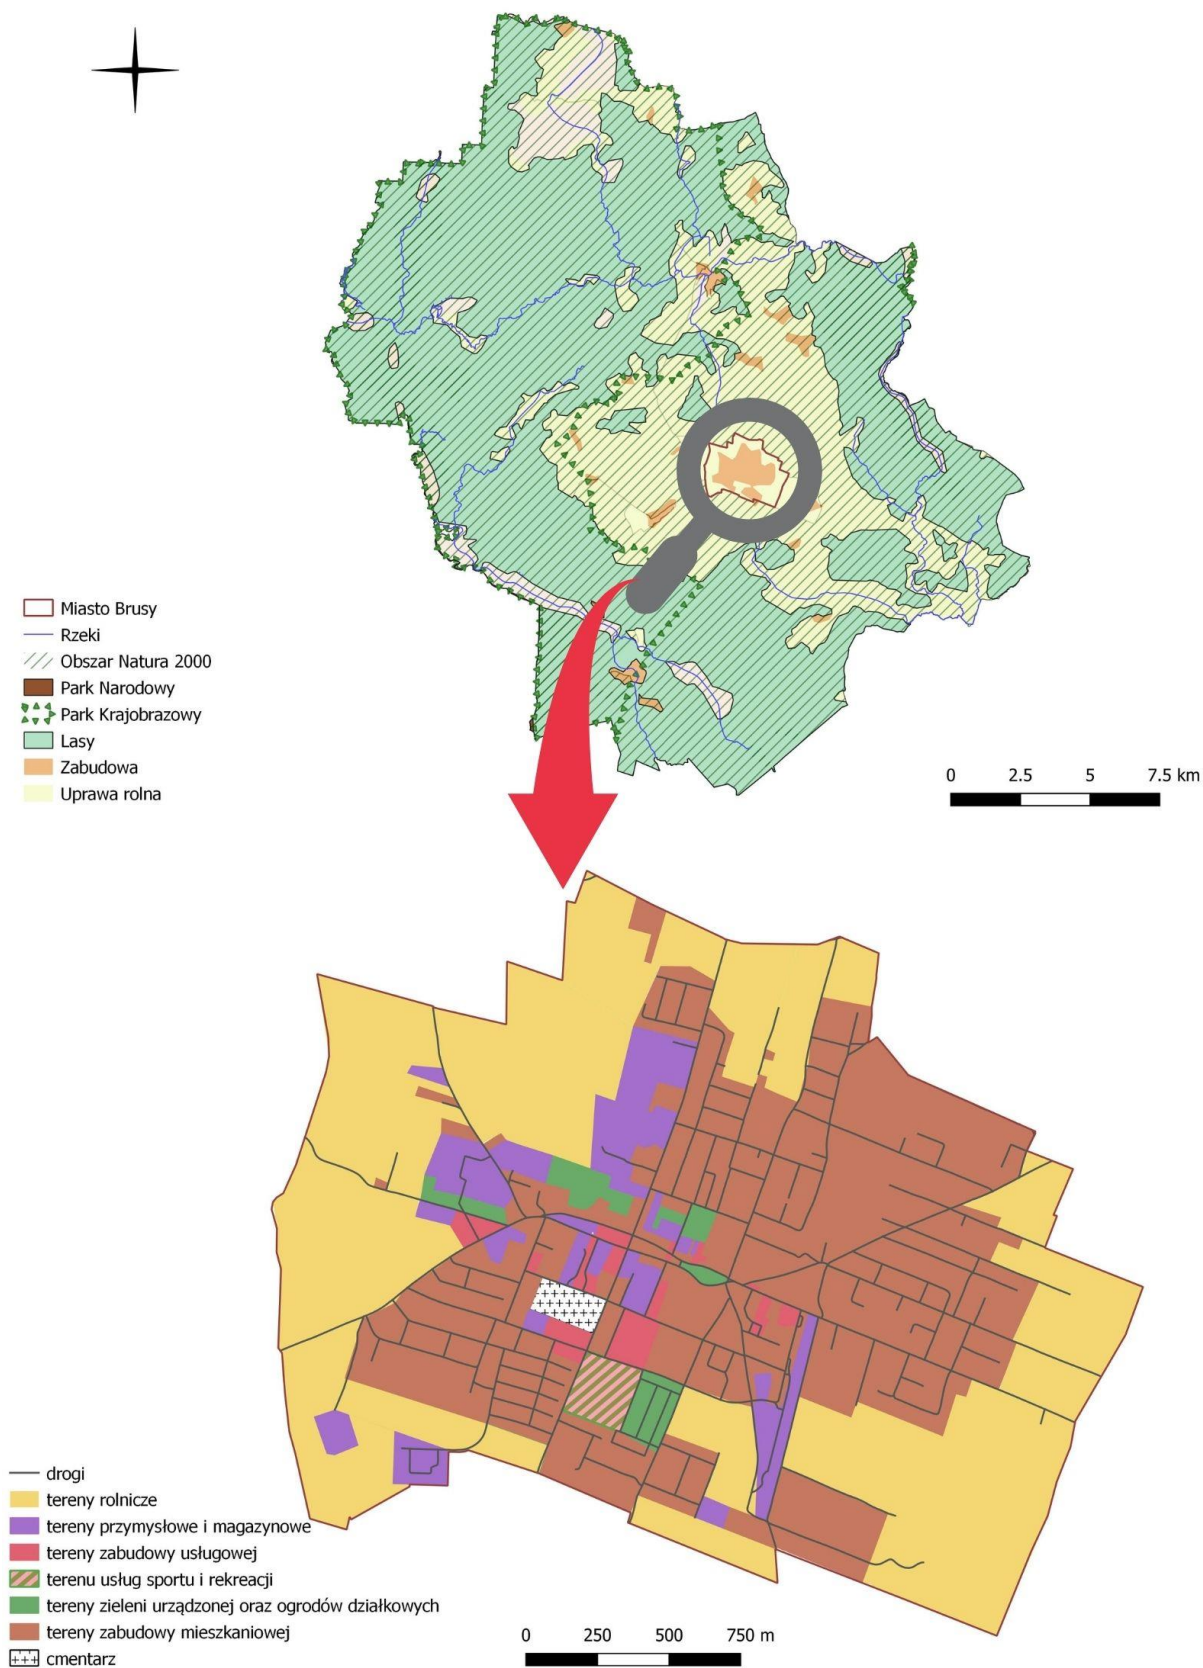 Miasto Brusy
Rzeki
Obszar Natura 2000
Park Narodowy
Park Krajobrazowy
Lasy
Zabudowa
Uprawa rolna
0 2.5 5 7.5 km
drogi
tereny rolnicze
tereny przymysłowe i magazynowe
tereny zabudowy usługowej
terenu usług sportu i rekreacji
tereny zieleni urządzonej oraz ogrodów działkowych
tereny zabudowy mieszkaniowej
cmentarz
0 250 500 750 m